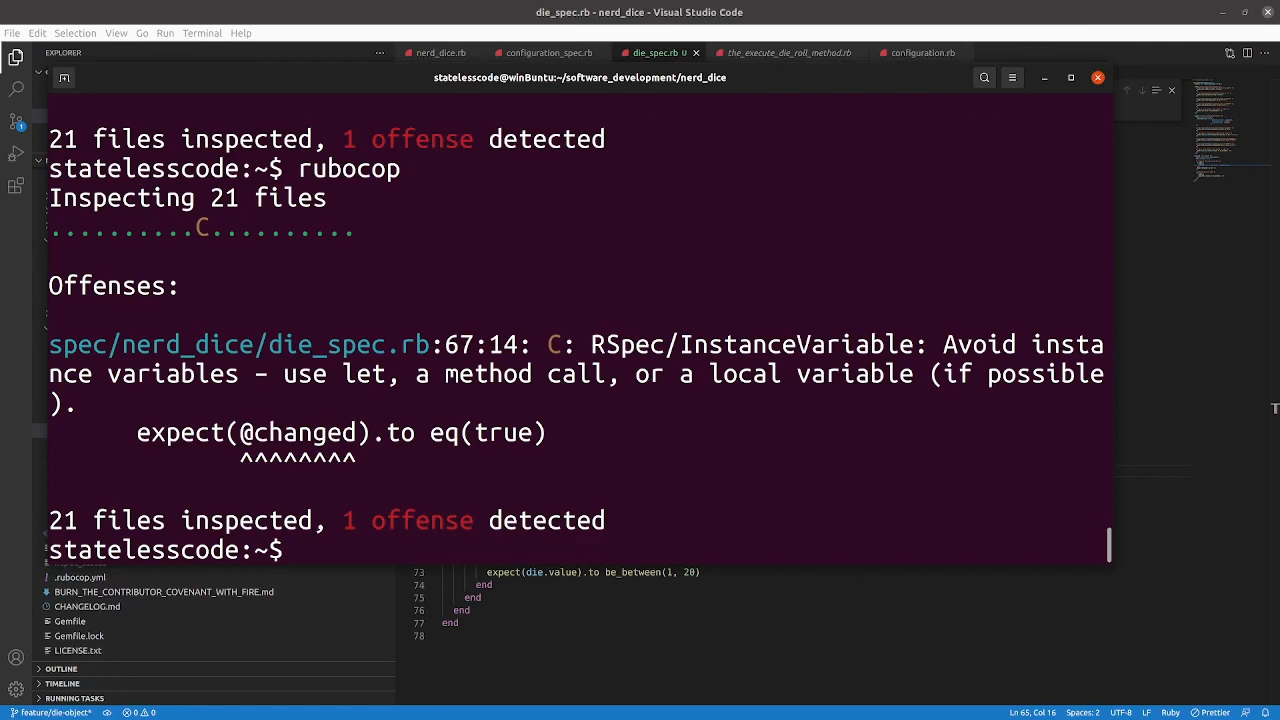 die_spec.rb - nerd_dice - Visual Studio Code
File Edit Selection View Go Run Terminal Help
EXPLORER
nerd_dice.rb configuration_spec.rb die_spec.rb U the_execute_die_roll_method.rb configuration.rb
statelesscode@winBuntu:~/software_development/nerd_dice
21 files inspected, 1 offense detected
statelesscode:~$ rubocop
Inspecting 21 files
..........C..........
Offenses:
spec/nerd_dice/die_spec.rb:67:14: C: RSpec/InstanceVariable: Avoid insta
nce variables – use let, a method call, or a local variable (if possible
).
expect(@changed).to eq(true)
^^^^^^^^
21 files inspected, 1 offense detected
statelesscode:~$
.rubocop.yml
BURN_THE_CONTRIBUTOR_COVENANT_WITH_FIRE.md
CHANGELOG.md
Gemfile
Gemfile.lock
LICENSE.txt
OUTLINE
TIMELINE
RUNNING TASKS
73 expect(die.value).to be_between(1, 20)
74 end
75 end
76 end
77 end
78
feature/die-object* 0 0 Ln 65, Col 16 Spaces: 2 UTF-8 LF Ruby Prettier